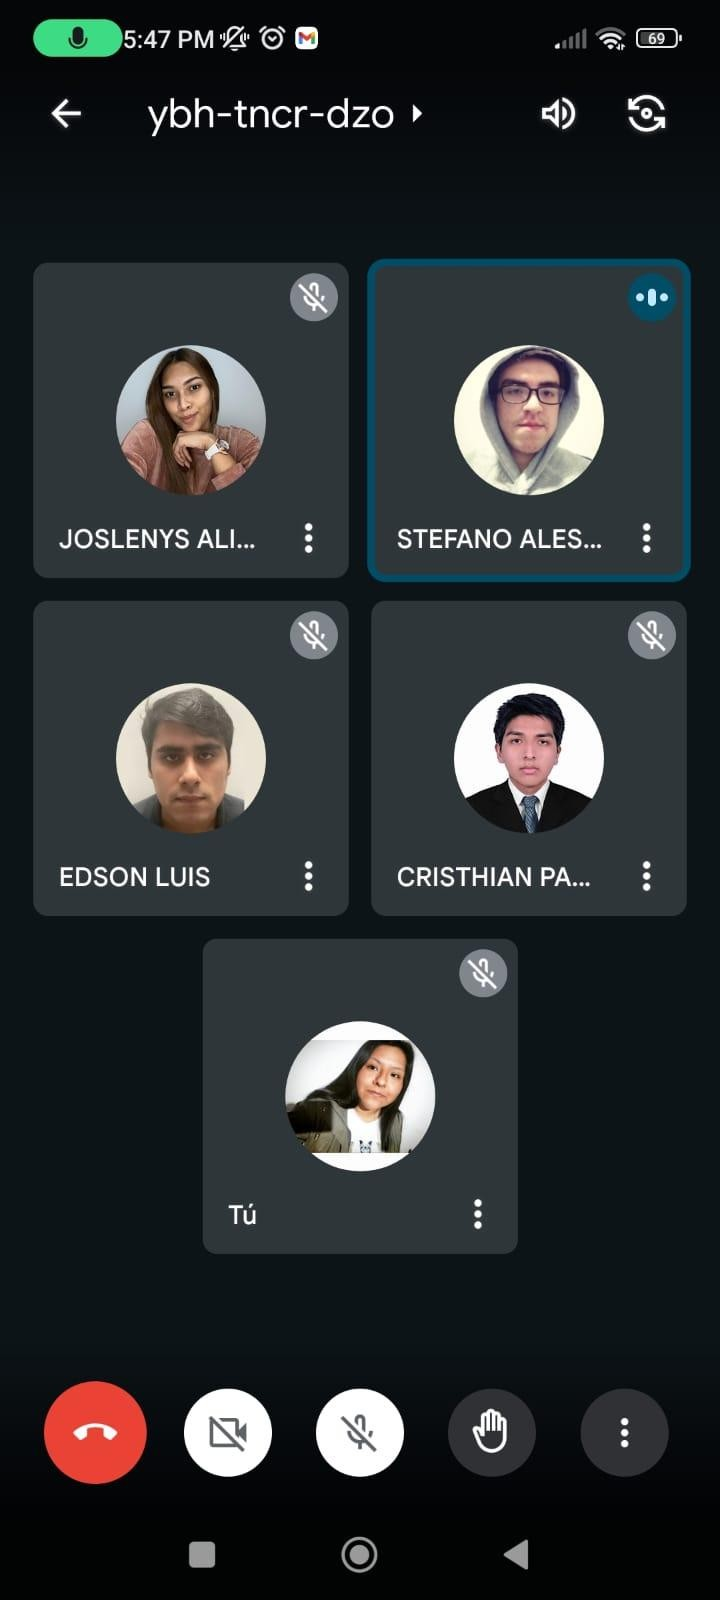 5:47 PM
69
ybh-tncr-dzo
JOSLENYS ALI...
STEFANO ALES...
EDSON LUIS
CRISTHIAN PA...
Tú